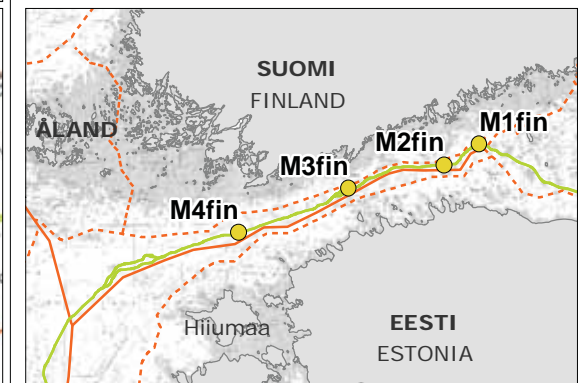 SUOMI
FINLAND
ÅLAND
M1fin
M2fin
M3fin
M4fin
Hiiumaa
EESTI
ESTONIA